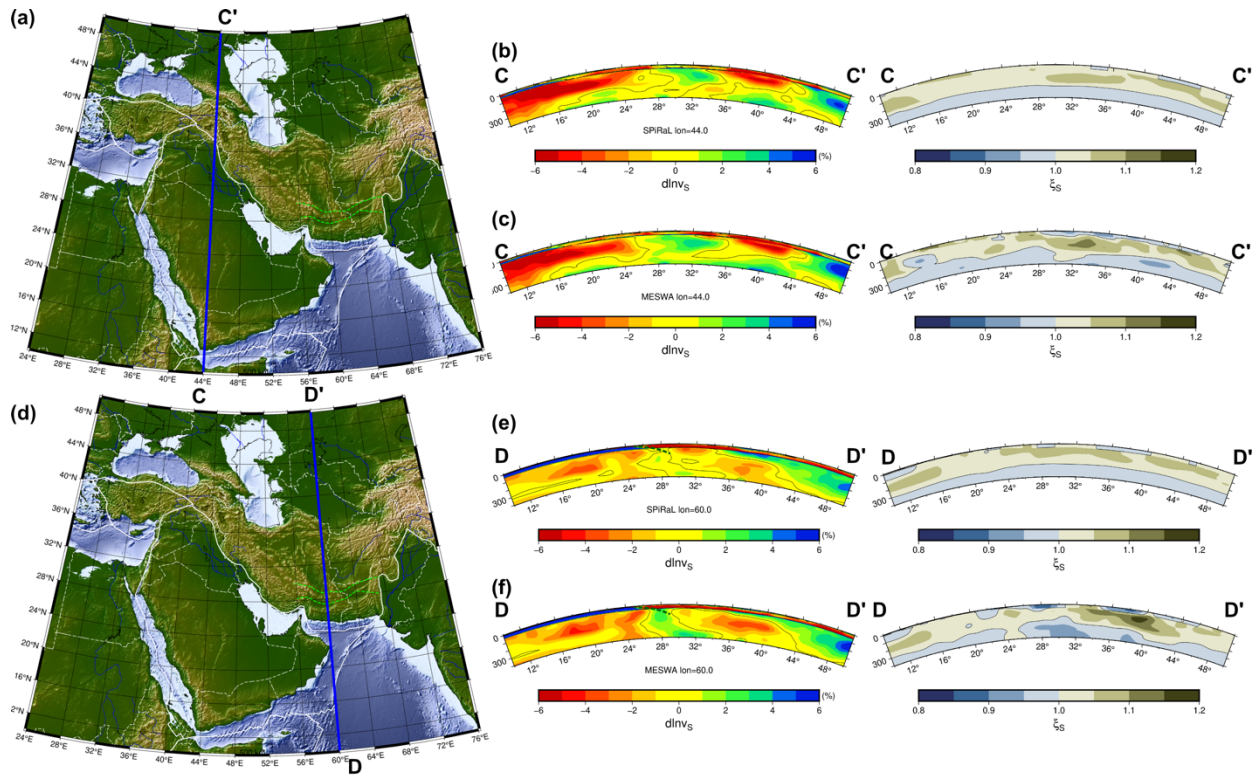 (a)
C'
48°N
44°N
40°N
36°N
32°N
28°N
24°N
20°N
16°N
12°N
24°E 28°E 32°E 36°E 40°E 44°E 48°E 52°E 56°E 60°E 64°E 68°E 72°E 76°E
C
(b)
C C'
0
300
12° 16° 20° 24° 28° 32° 36° 40° 44° 48°
SPiRaL lon=44.0
-6 -4 -2 0 2 4 6 (%)
dlnvS
C C'
0
300
12° 16° 20° 24° 28° 32° 36° 40° 44° 48°
0.8 0.9 1.0 1.1 1.2
ξS
(c)
C C'
0
300
12° 16° 20° 24° 28° 32° 36° 40° 44° 48°
MESWA lon=44.0
-6 -4 -2 0 2 4 6 (%)
dlnvS
C C'
0
300
12° 16° 20° 24° 28° 32° 36° 40° 44° 48°
0.8 0.9 1.0 1.1 1.2
ξS
(d)
D'
48°N
44°N
40°N
36°N
32°N
28°N
24°N
20°N
16°N
2°N
24°E 28°E 32°E 36°E 40°E 44°E 48°E 52°E 56°E 60°E 64°E 68°E 72°E 76°E
D
(e)
D D'
0
300
12° 16° 20° 24° 28° 32° 36° 40° 44° 48°
SPiRaL lon=60.0
-6 -4 -2 0 2 4 6 (%)
dlnvS
D D'
0
300
12° 16° 20° 24° 28° 32° 36° 40° 44° 48°
0.8 0.9 1.0 1.1 1.2
ξS
(f)
D D'
0
300
12° 16° 20° 24° 28° 32° 36° 40° 44° 48°
MESWA lon=60.0
-6 -4 -2 0 2 4 6 (%)
dlnvS
D D'
0
300
12° 16° 20° 24° 28° 32° 36° 40° 44° 48°
0.8 0.9 1.0 1.1 1.2
ξS